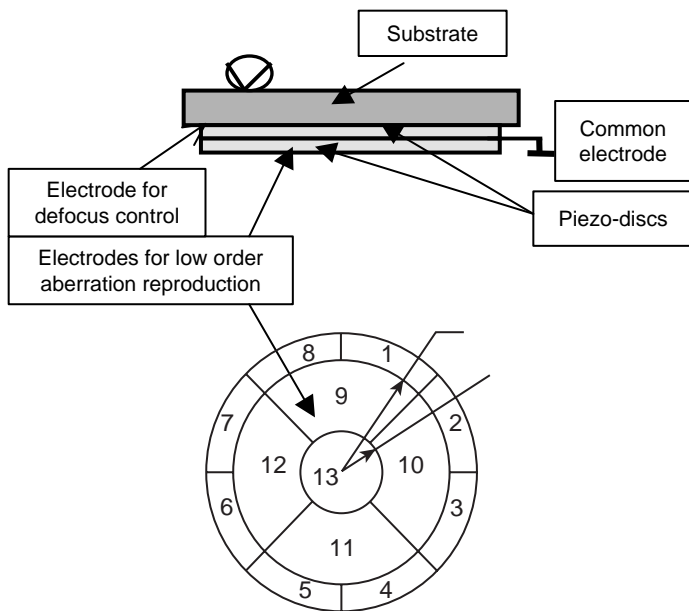 Substrate
Common
electrode
Electrode for
defocus control
Piezo-discs
Electrodes for low order
aberration reproduction
8
1
9
7
2
12
13
10
6
3
11
5
4